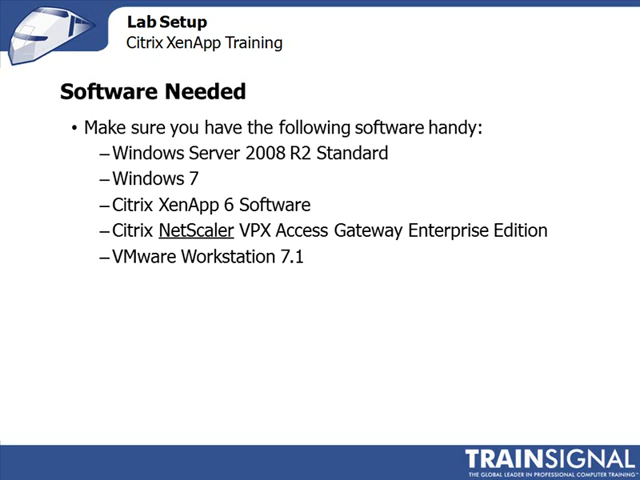 Lab Setup
Citrix XenApp Training
Software Needed
• Make sure you have the following software handy:
– Windows Server 2008 R2 Standard
– Windows 7
– Citrix XenApp 6 Software
– Citrix NetScaler VPX Access Gateway Enterprise Edition
– VMware Workstation 7.1
TRAINSIGNAL
THE GLOBAL LEADER IN PROFESSIONAL COMPUTER TRAINING™